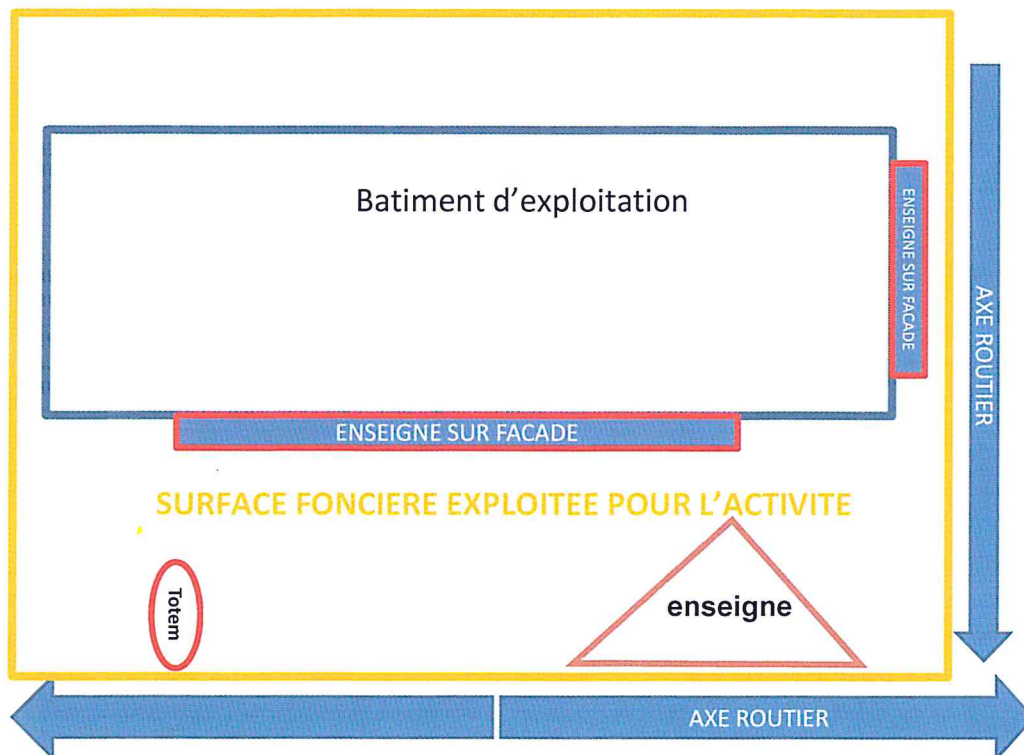 Batiment d'exploitation
ENSEIGNE SUR FACADE
AXE ROUTIER
ENSEIGNE SUR FACADE
SURFACE FONCIERE EXPLOITEE POUR L'ACTIVITE
Totem
enseigne
AXE ROUTIER